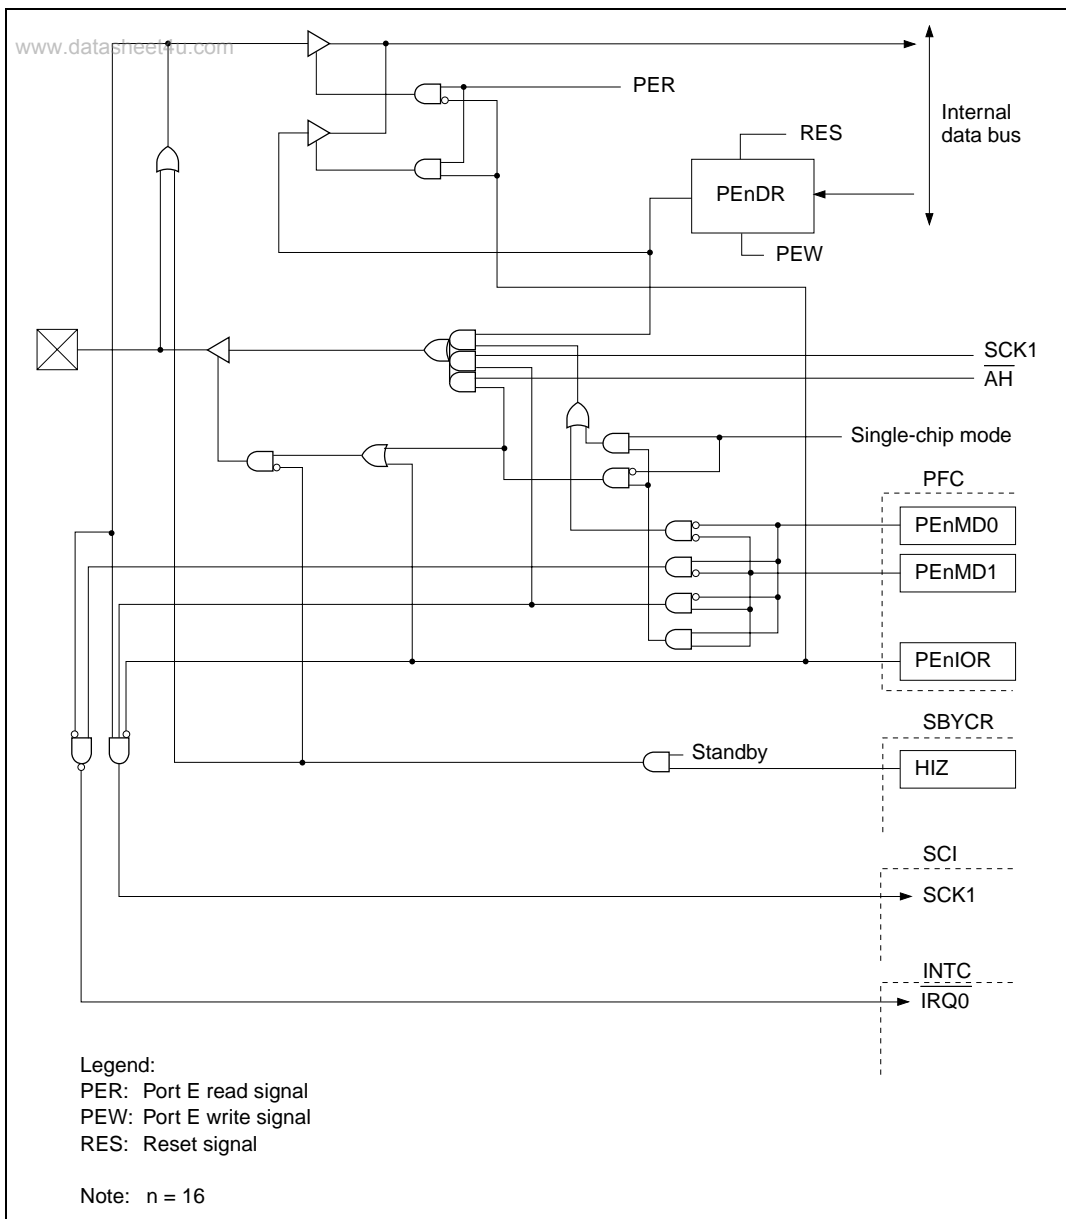 www.datasheet4u.com
PER
Internal
data bus
RES
PEnDR
PEW
SCK1
AH
Single-chip mode
PFC
PEnMD0
PEnMD1
PEnIOR
SBYCR
Standby
HIZ
SCI
SCK1
INTC
IRQ0
Legend:
PER: Port E read signal
PEW: Port E write signal
RES: Reset signal
Note: n = 16